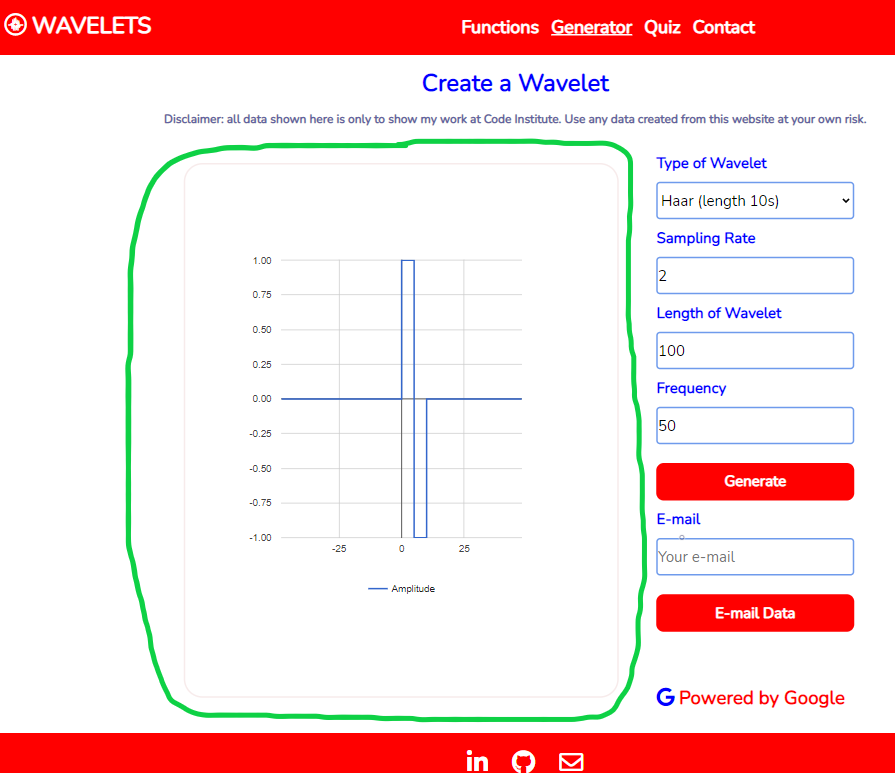 WAVELETS
Functions Generator Quiz Contact
Create a Wavelet
Disclaimer: all data shown here is only to show my work at Code Institute. Use any data created from this website at your own risk.
1.00
0.75
0.50
0.25
0.00
-0.25
-0.50
-0.75
-1.00
-25 0 25
Amplitude
Type of Wavelet
Haar (length 10s)
Sampling Rate
2
Length of Wavelet
100
Frequency
50
Generate
E-mail
Your e-mail
E-mail Data
G Powered by Google
in